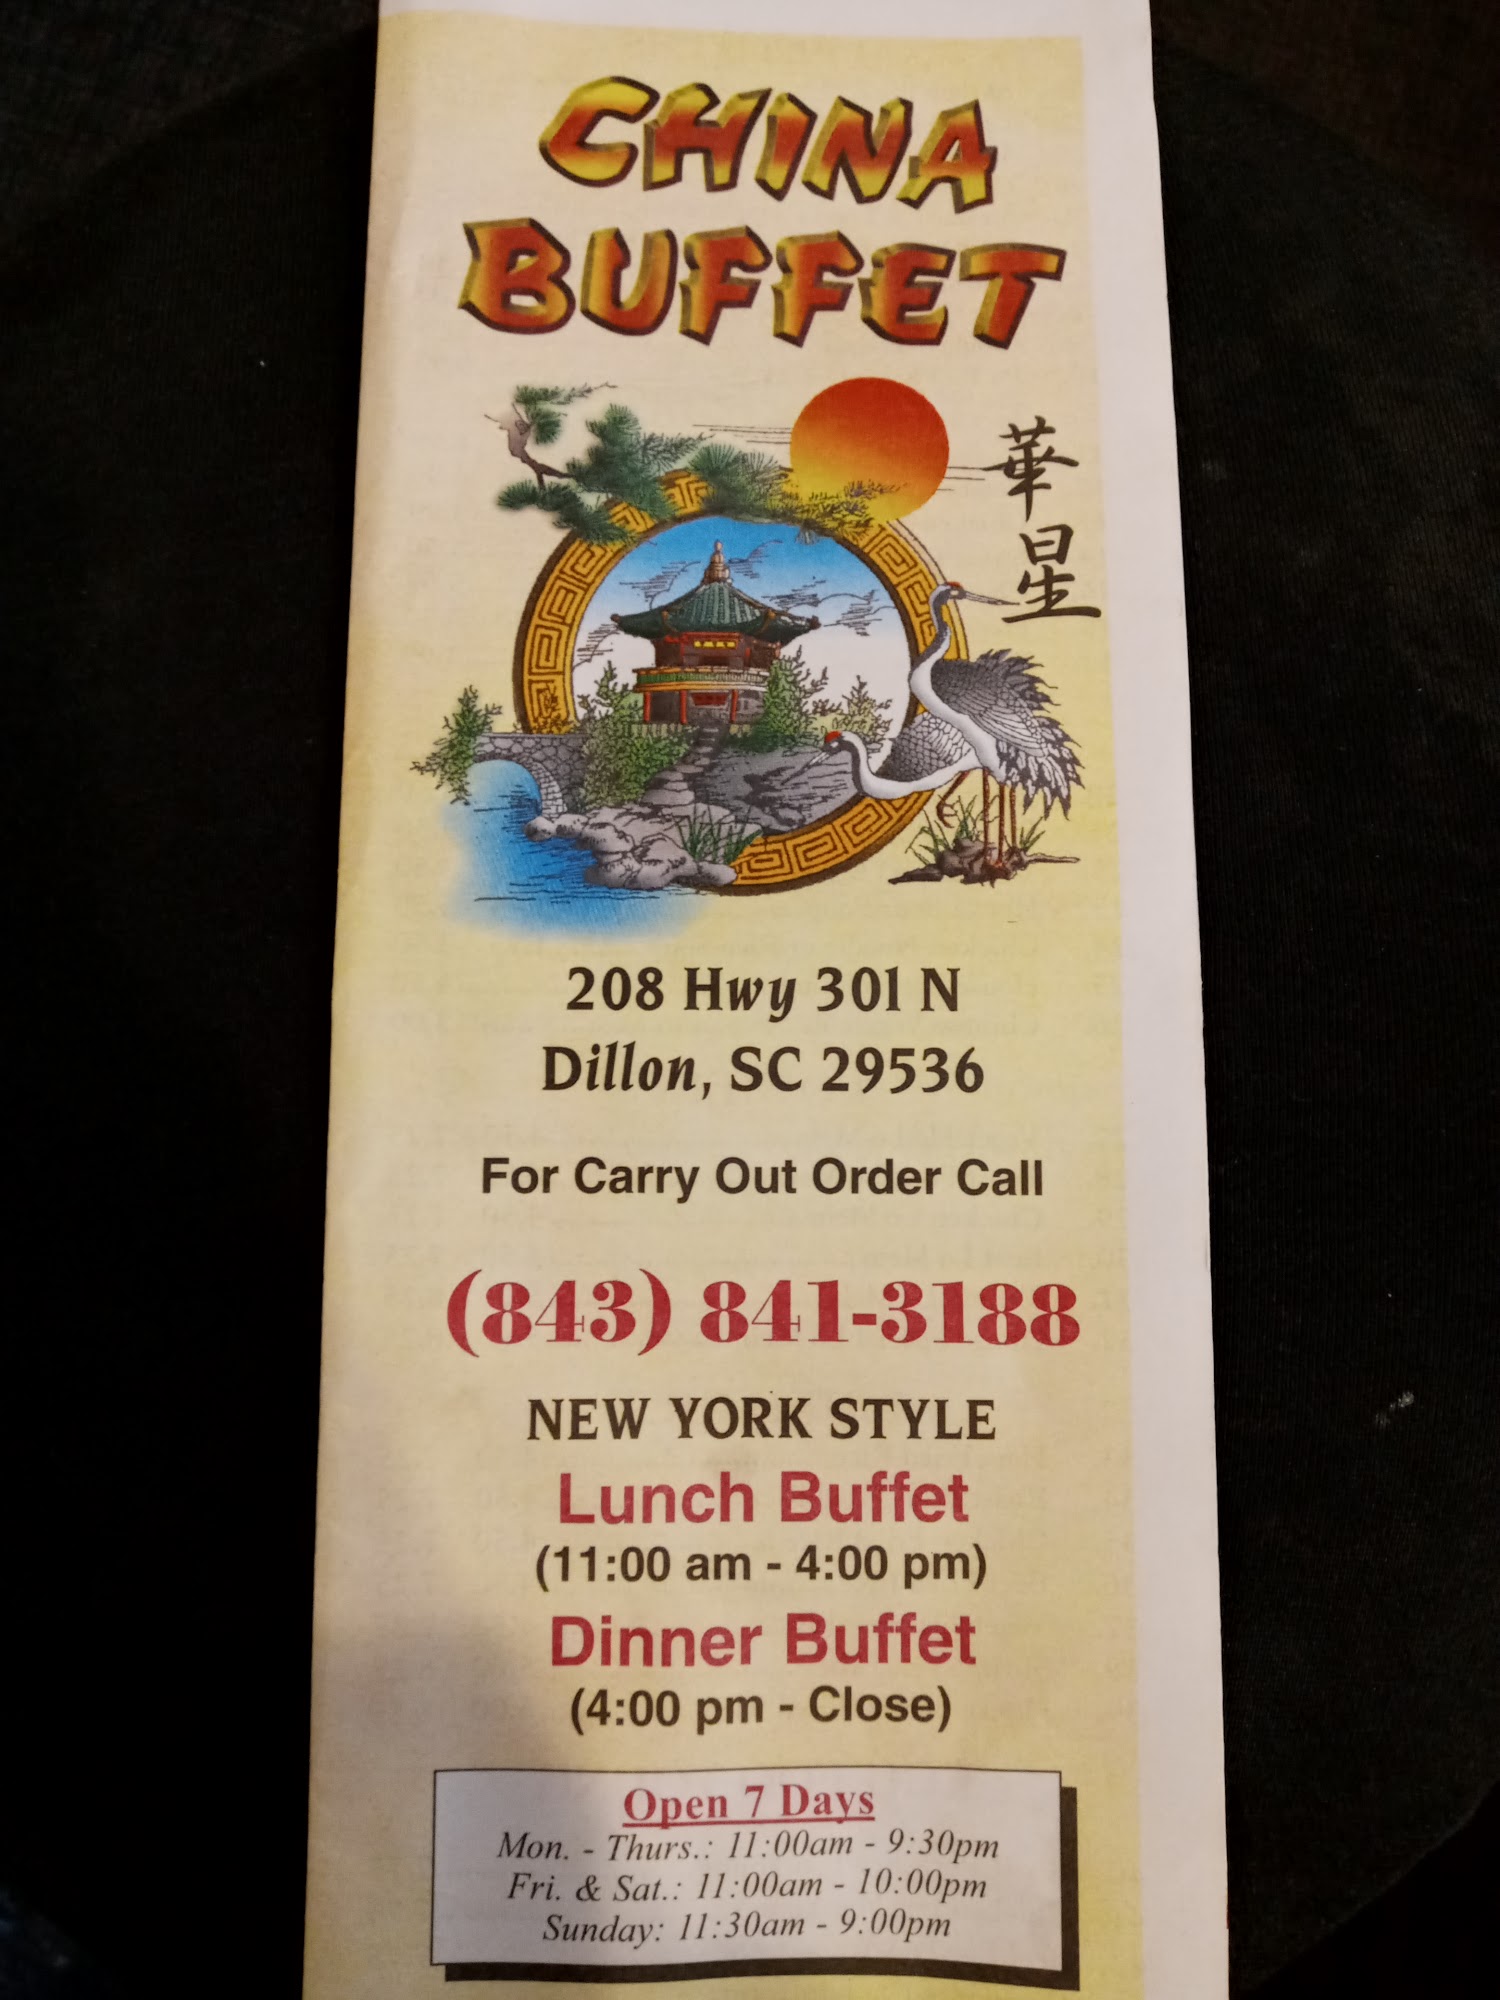 CHINA
BUFFET
華
星
208 Hwy 301 N
Dillon, SC 29536
For Carry Out Order Call
(843) 841-3188
NEW YORK STYLE
Lunch Buffet
(11:00 am - 4:00 pm)
Dinner Buffet
(4:00 pm - Close)
Open 7 Days
Mon. - Thurs.: 11:00am - 9:30pm
Fri. & Sat.: 11:00am - 10:00pm
Sunday: 11:30am - 9:00pm